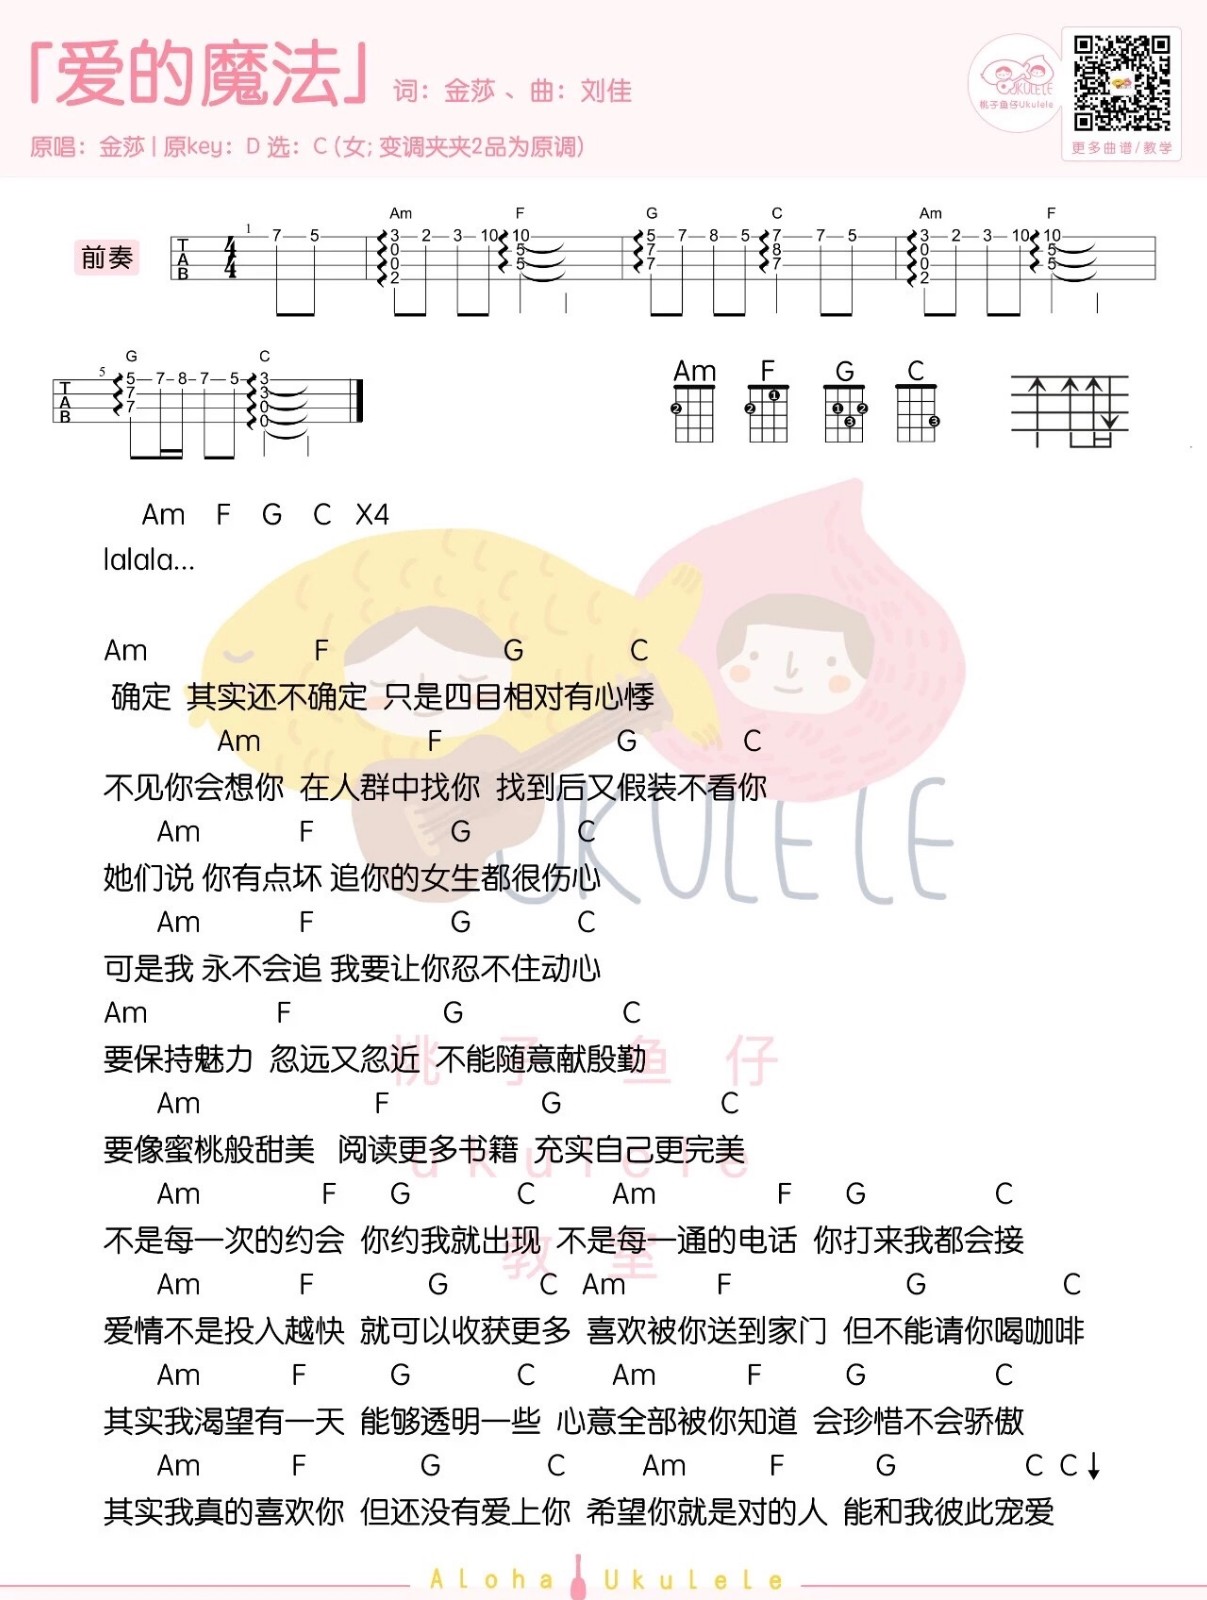 「爱的魔法」 词：金莎 、曲：刘佳
原唱：金莎 | 原key：D 选：C (女; 变调夹夹2品为原调)
UKULELE
桃子鱼仔Ukulele
更多曲谱/教学
前奏
Am F G C Am F
TAB 4/4 1 7 5 3 0 0 2 2 3 10 10 5 5 5 7 7 7 8 5 7 8 7 7 5 3 0 0 2 2 3 10 10 5 5
G C
TAB 5 5 7 7 7 8 7 5 3 3 0 0
Am F G C
2 1 2 1 2 3 3
Am F G C X4
lalala...
Am F G C
确定 其实还不确定 只是四目相对有心悸
Am F G C
不见你会想你 在人群中找你 找到后又假装不看你
Am F G C
她们说 你有点坏 追你的女生都很伤心
UKULELE
Am F G C
可是我 永不会追 我要让你忍不住动心
Am F G C
要保持魅力 忽远又忽近 不能随意献殷勤
桃子鱼仔
Am F G C
要像蜜桃般甜美 阅读更多书籍 充实自己更完美
ukulele
Am F G C Am F G C
不是每一次的约会 你约我就出现 不是每一通的电话 你打来我都会接
教室
Am F G C Am F G C
爱情不是投入越快 就可以收获更多 喜欢被你送到家门 但不能请你喝咖啡
Am F G C Am F G C
其实我渴望有一天 能够透明一些 心意全部被你知道 会珍惜不会骄傲
Am F G C Am F G C C↓
其实我真的喜欢你 但还没有爱上你 希望你就是对的人 能和我彼此宠爱
Aloha Ukulele